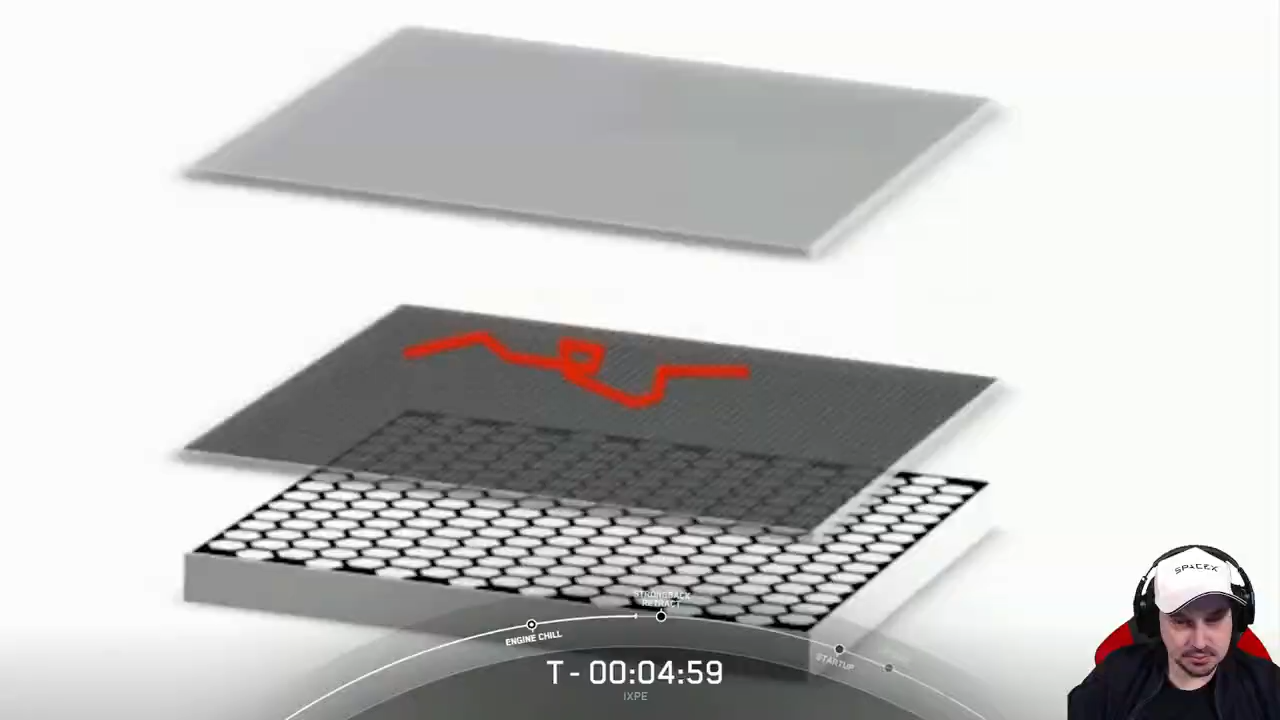 SPACEX
STRONGBACK
RETRACT
ENGINE CHILL
STARTUP
T- 00:04:59
IXPE